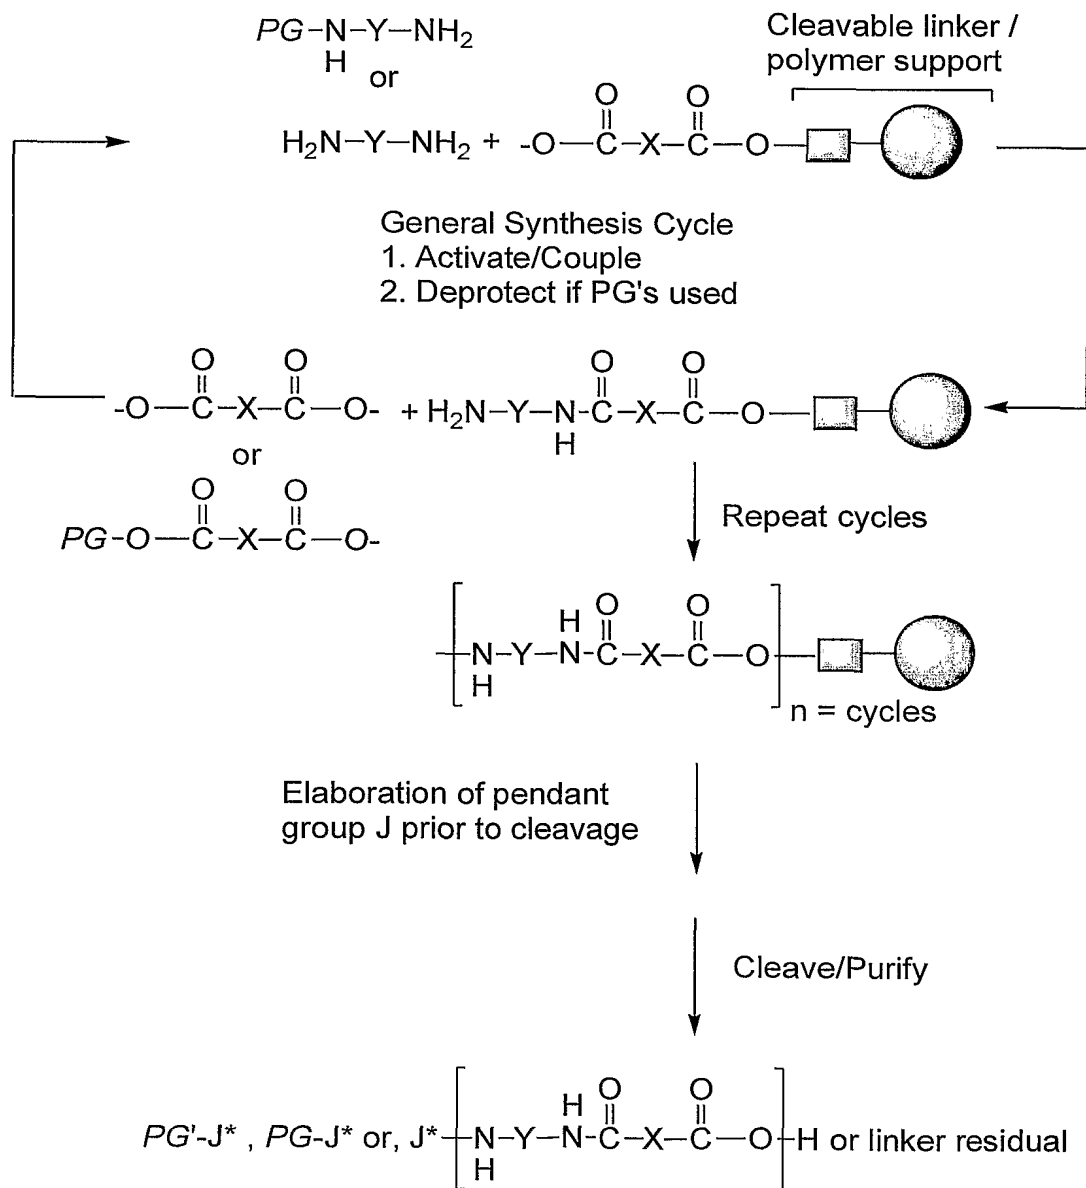 PG-N-Y-NH2
H
or
Cleavable linker /
polymer support
O O
H2N-Y-NH2 + -O-C-X-C-O
General Synthesis Cycle
1. Activate/Couple
2. Deprotect if PG's used
O O O O
-O-C-X-C-O- + H2N-Y-N-C-X-C-O
H
or
O O
PG-O-C-X-C-O-
Repeat cycles
H O O
N-Y-N-C-X-C-O
H
n = cycles
Elaboration of pendant
group J prior to cleavage
Cleave/Purify
H O O
PG'-J* , PG-J* or, J*-[N-Y-N-C-X-C-O]-H or linker residual
H